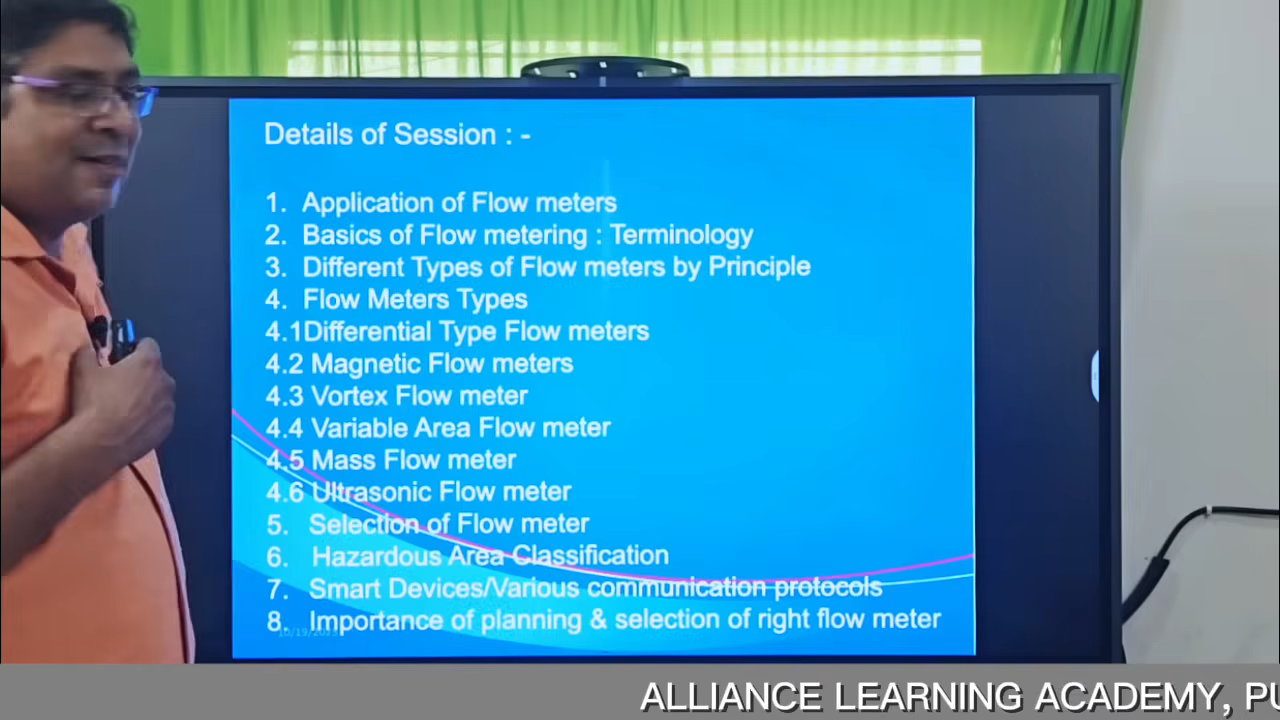 Details of Session : -
1. Application of Flow meters
2. Basics of Flow metering : Terminology
3. Different Types of Flow meters by Principle
4. Flow Meters Types
4.1Differential Type Flow meters
4.2 Magnetic Flow meters
4.3 Vortex Flow meter
4.4 Variable Area Flow meter
4.5 Mass Flow meter
4.6 Ultrasonic Flow meter
5. Selection of Flow meter
6. Hazardous Area Classification
7. Smart Devices/Various communication protocols
8. Importance of planning & selection of right flow meter
ALLIANCE LEARNING ACADEMY,